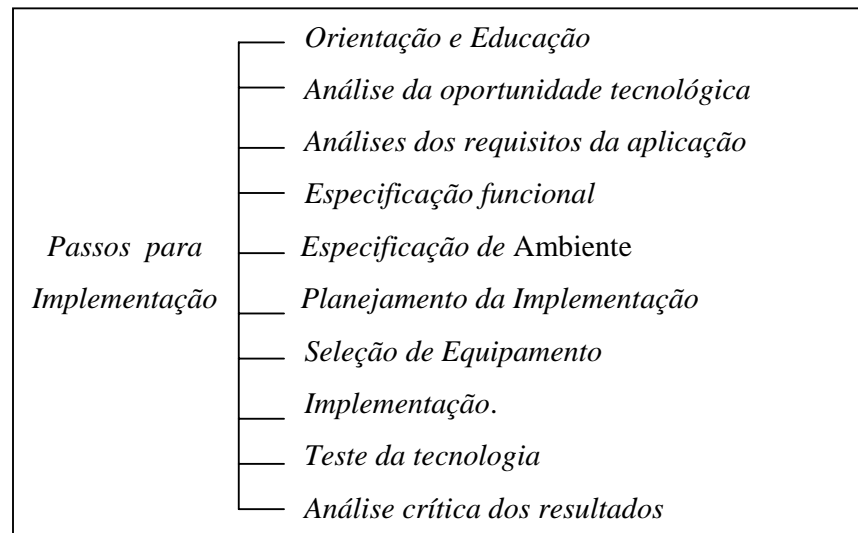 Orientação e Educação
Análise da oportunidade tecnológica
Análises dos requisitos da aplicação
Especificação funcional
Passos para
Implementação
Especificação de Ambiente
Planejamento da Implementação
Seleção de Equipamento
Implementação.
Teste da tecnologia
Análise crítica dos resultados